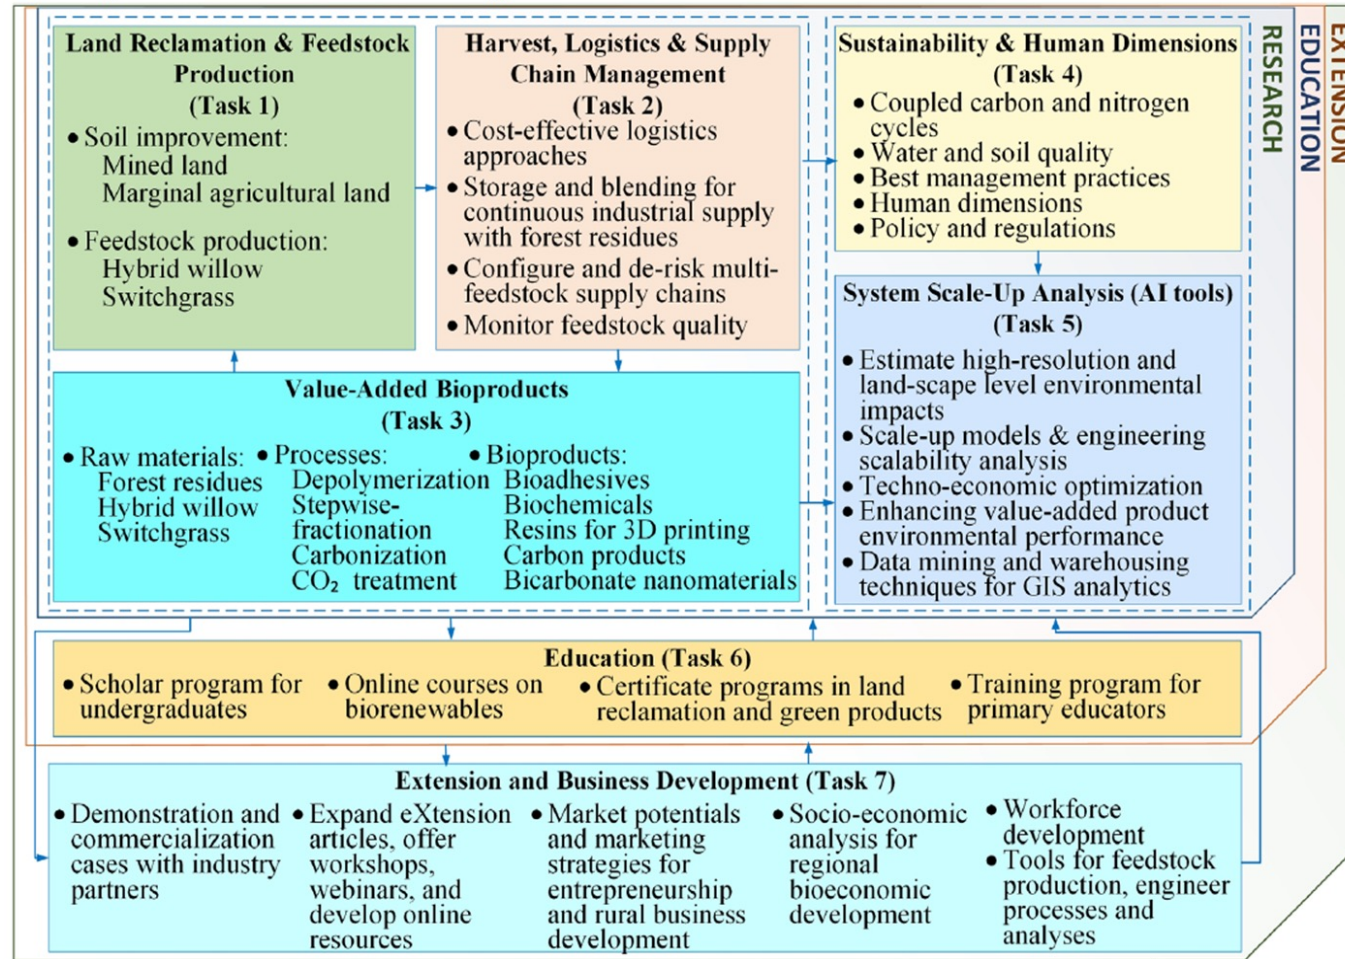 Land Reclamation & Feedstock
Production
(Task 1)
• Soil improvement:
Mined land
Marginal agricultural land
• Feedstock production:
Hybrid willow
Switchgrass
Harvest, Logistics & Supply
Chain Management
(Task 2)
• Cost-effective logistics
approaches
• Storage and blending for
continuous industrial supply
with forest residues
• Configure and de-risk multi-
feedstock supply chains
• Monitor feedstock quality
Value-Added Bioproducts
(Task 3)
• Raw materials:
Forest residues
Hybrid willow
Switchgrass
• Processes:
Depolymerization
Stepwise-
fractionation
Carbonization
CO₂ treatment
• Bioproducts:
Bioadhesives
Biochemicals
Resins for 3D printing
Carbon products
Bicarbonate nanomaterials
Sustainability & Human Dimensions
(Task 4)
• Coupled carbon and nitrogen
cycles
• Water and soil quality
• Best management practices
• Human dimensions
• Policy and regulations
System Scale-Up Analysis (AI tools)
(Task 5)
• Estimate high-resolution and
land-scape level environmental
impacts
• Scale-up models & engineering
scalability analysis
• Techno-economic optimization
• Enhancing value-added product
environmental performance
• Data mining and warehousing
techniques for GIS analytics
RESEARCH
EDUCATION
EXTENSION
Education (Task 6)
• Scholar program for
undergraduates
• Online courses on
biorenewables
• Certificate programs in land
reclamation and green products
• Training program for
primary educators
Extension and Business Development (Task 7)
• Demonstration and
commercialization
cases with industry
partners
• Expand eXtension
articles, offer
workshops,
webinars, and
develop online
resources
• Market potentials
and marketing
strategies for
entrepreneurship
and rural business
development
• Socio-economic
analysis for
regional
bioeconomic
development
• Workforce
development
• Tools for feedstock
production, engineer
processes and
analyses